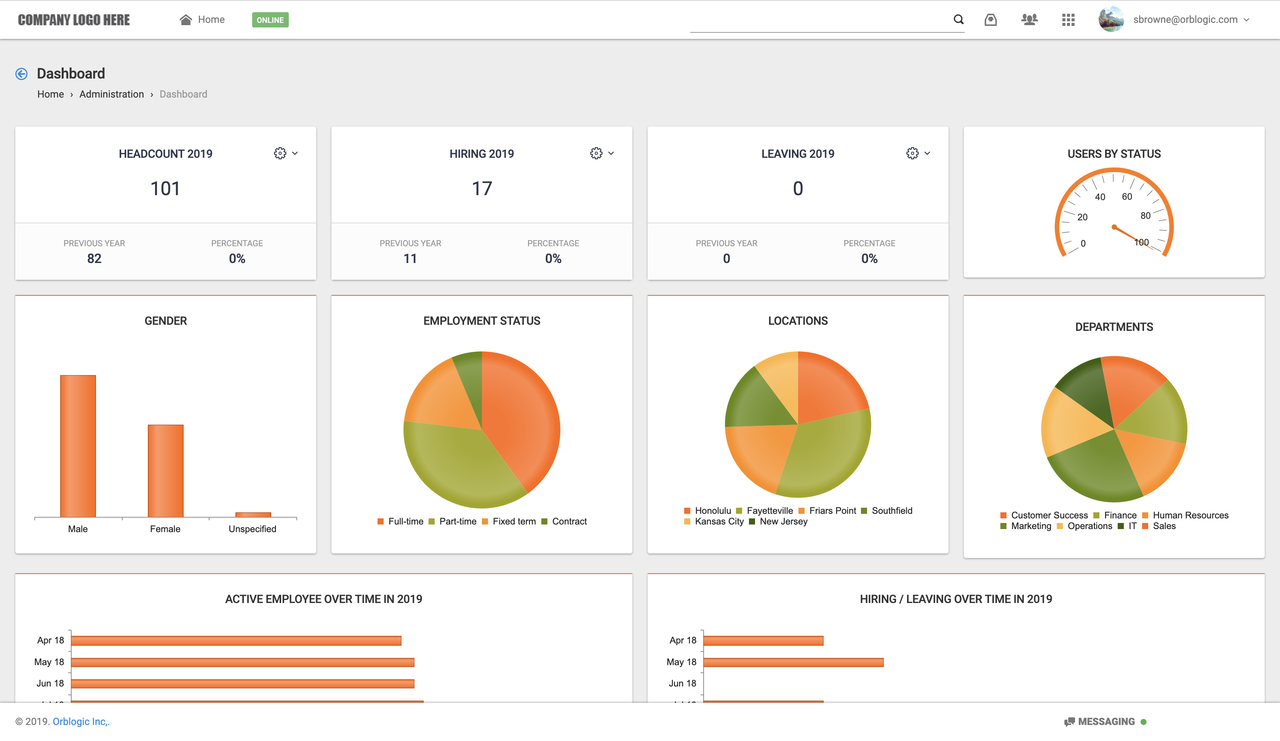 COMPANY LOGO HERE
Home
ONLINE
sbrowne@orblogic.com
Dashboard
Home › Administration › Dashboard
HEADCOUNT 2019
101
PREVIOUS YEAR
82
PERCENTAGE
0%
HIRING 2019
17
PREVIOUS YEAR
11
PERCENTAGE
0%
LEAVING 2019
0
PREVIOUS YEAR
0
PERCENTAGE
0%
USERS BY STATUS
0
20
40
60
80
100
GENDER
Male
Female
Unspecified
EMPLOYMENT STATUS
Full-time Part-time Fixed term Contract
LOCATIONS
Honolulu Fayetteville Friars Point Southfield
Kansas City New Jersey
DEPARTMENTS
Customer Success Finance Human Resources
Marketing Operations IT Sales
ACTIVE EMPLOYEE OVER TIME IN 2019
Apr 18
May 18
Jun 18
HIRING / LEAVING OVER TIME IN 2019
Apr 18
May 18
Jun 18
© 2019. Orblogic Inc,.
MESSAGING